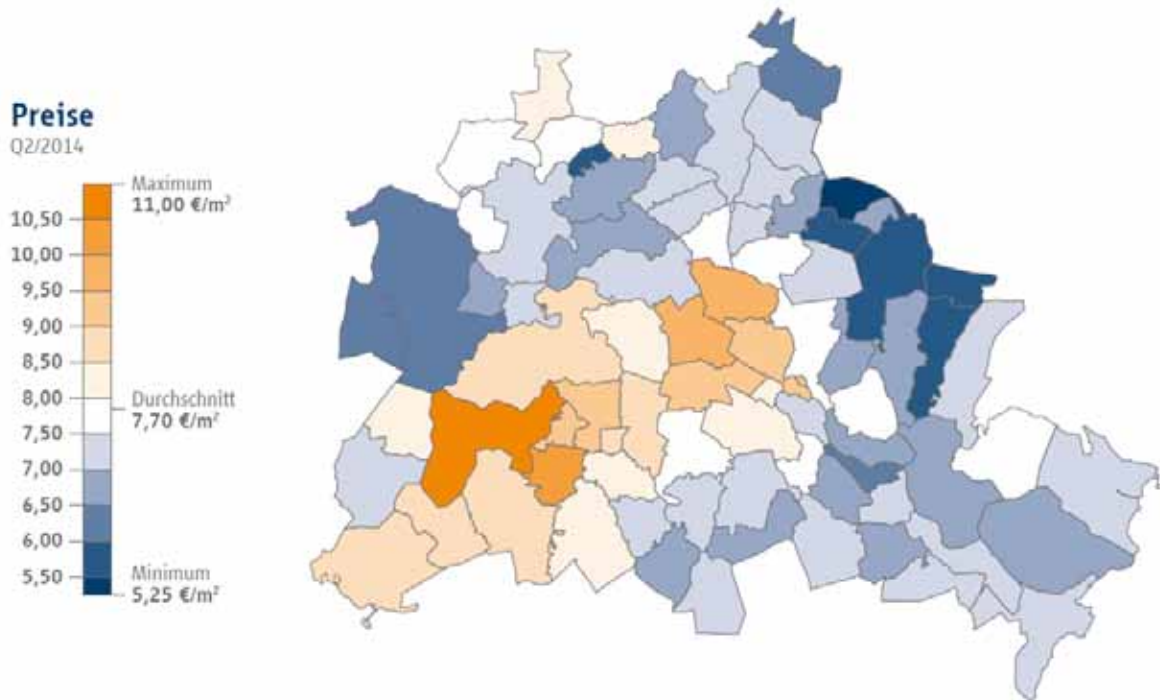 Preise
Q2/2014
Maximum
11,00 €/m²
10,50
10,00
9,50
9,00
8,50
8,00
Durchschnitt
7,70 €/m²
7,50
7,00
6,50
6,00
5,50
Minimum
5,25 €/m²